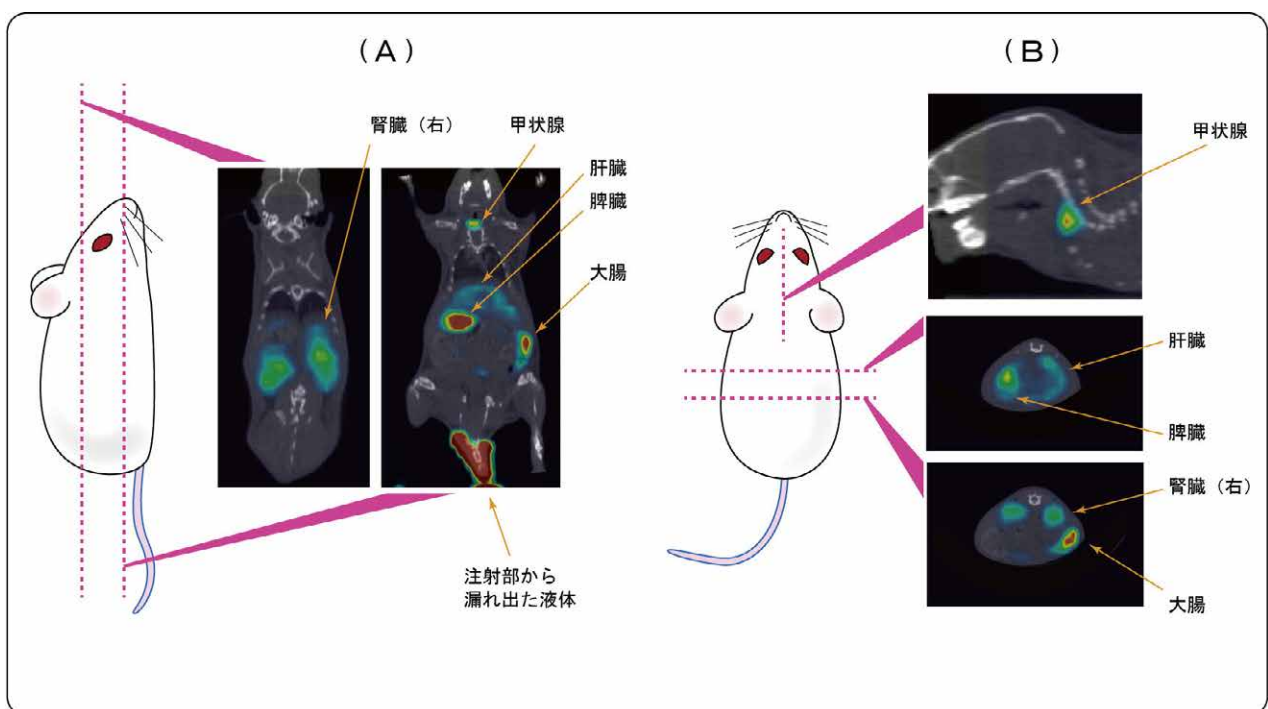 （A）
腎臓（右）
甲状腺
肝臓
脾臓
大腸
注射部から
漏れ出た液体
（B）
甲状腺
肝臓
脾臓
腎臓（右）
大腸